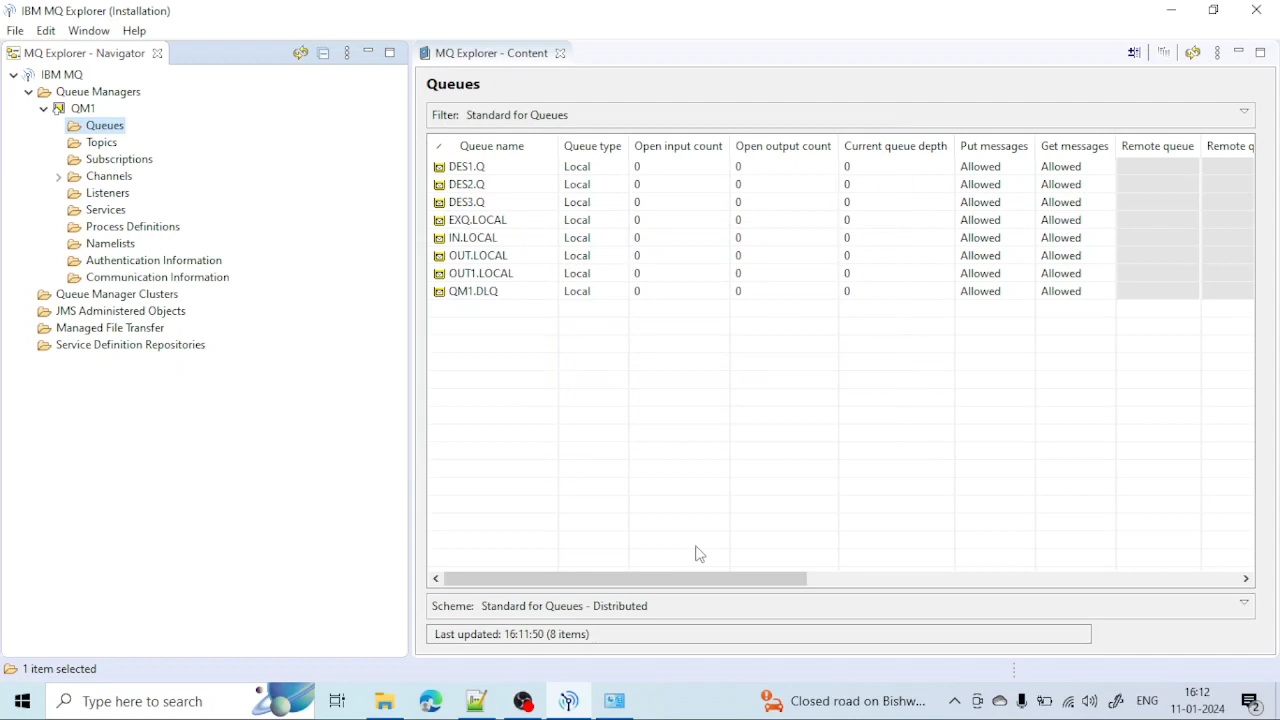 IBM MQ Explorer (Installation)
File Edit Window Help
MQ Explorer - Navigator
IBM MQ
Queue Managers
QM1
Queues
Topics
Subscriptions
Channels
Listeners
Services
Process Definitions
Namelists
Authentication Information
Communication Information
Queue Manager Clusters
JMS Administered Objects
Managed File Transfer
Service Definition Repositories
MQ Explorer - Content
Queues
Filter: Standard for Queues
Queue name Queue type Open input count Open output count Current queue depth Put messages Get messages Remote queue Remote q
DES1.Q Local 0 0 0 Allowed Allowed
DES2.Q Local 0 0 0 Allowed Allowed
DES3.Q Local 0 0 0 Allowed Allowed
EXQ.LOCAL Local 0 0 0 Allowed Allowed
IN.LOCAL Local 0 0 0 Allowed Allowed
OUT.LOCAL Local 0 0 0 Allowed Allowed
OUT1.LOCAL Local 0 0 0 Allowed Allowed
QM1.DLQ Local 0 0 0 Allowed Allowed
Scheme: Standard for Queues - Distributed
Last updated: 16:11:50 (8 items)
1 item selected
Type here to search
Closed road on Bishw...
ENG
16:12
11-01-2024
2